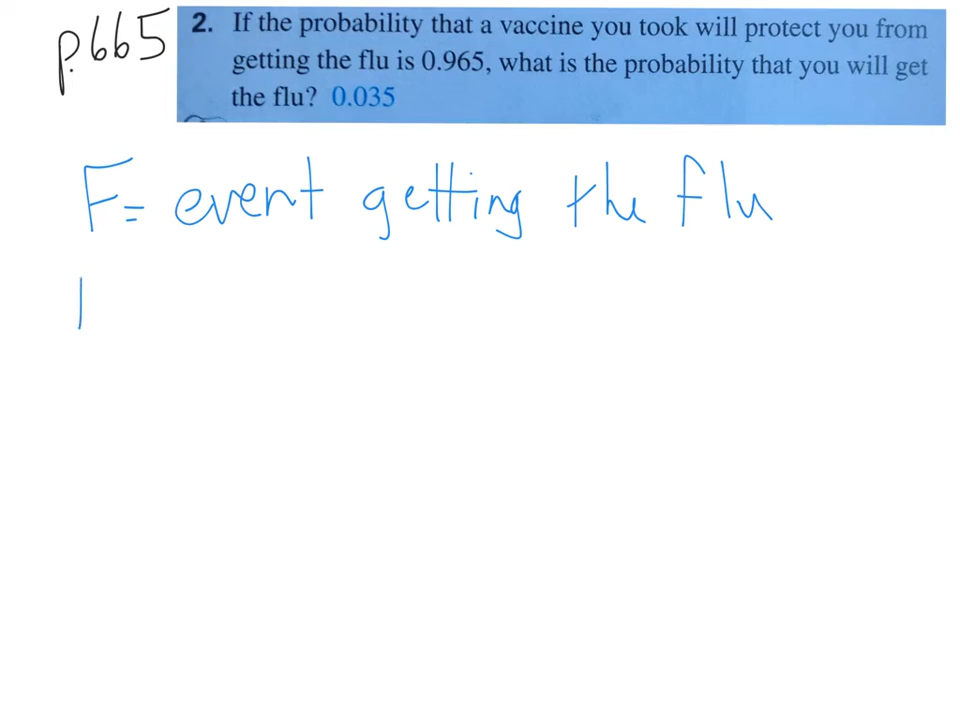 p.665
2. If the probability that a vaccine you took will protect you from
getting the flu is 0.965, what is the probability that you will get
the flu? 0.035
F= event getting the flu